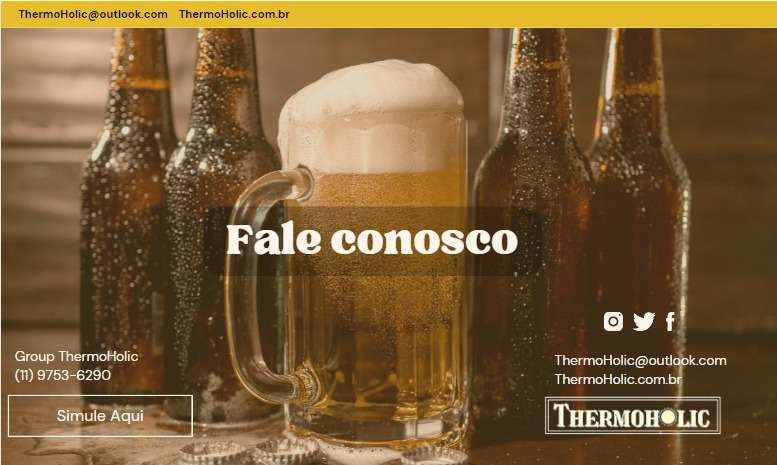 ThermoHolic@outlook.com ThermoHolic.com.br
Fale conosco
Group ThermoHolic
(11) 9753-6290
Simule Aqui
ThermoHolic@outlook.com
ThermoHolic.com.br
THERMOHOLIC